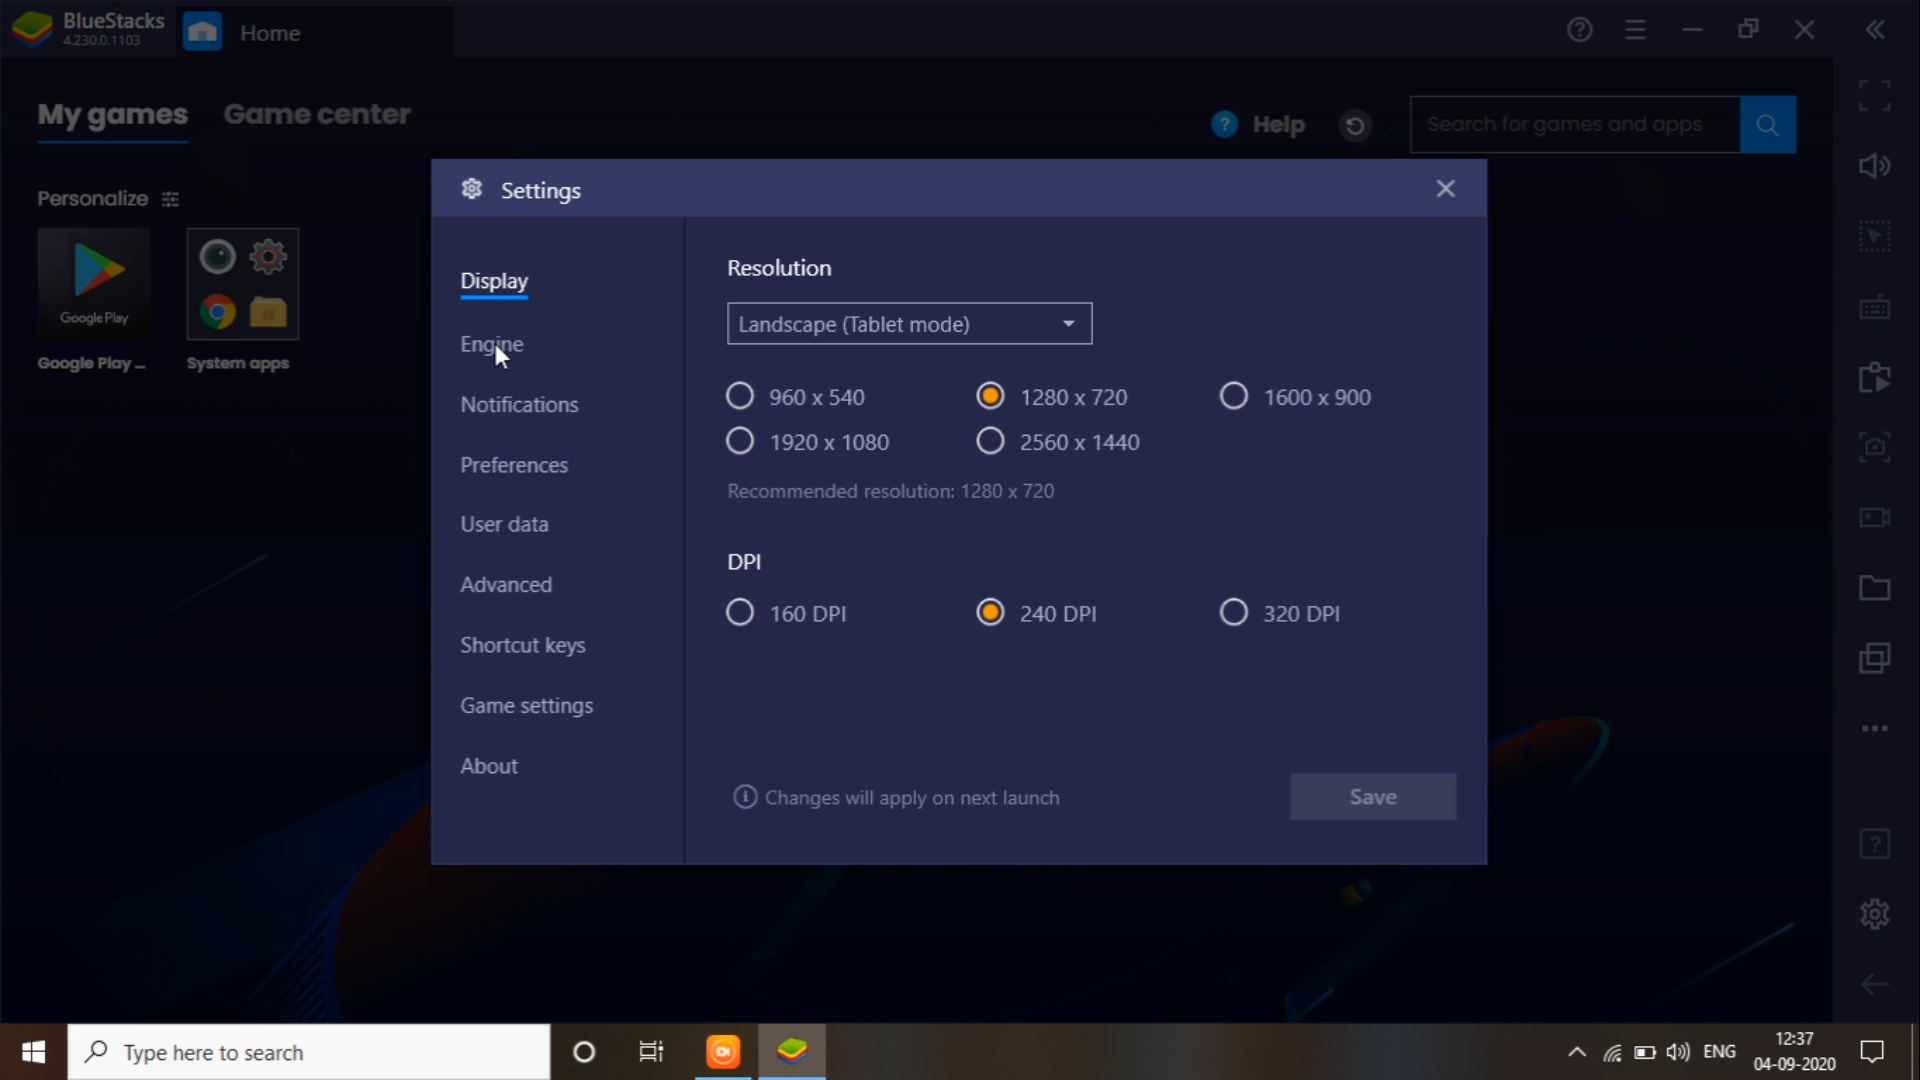 BlueStacks
4.230.0.1103
Home
My games
Game center
Help
Search for games and apps
Personalize
Google Play
Google Play ...
System apps
Settings
Display
Engine
Notifications
Preferences
User data
Advanced
Shortcut keys
Game settings
About
Resolution
Landscape (Tablet mode)
960 x 540
1280 x 720
1600 x 900
1920 x 1080
2560 x 1440
Recommended resolution: 1280 x 720
DPI
160 DPI
240 DPI
320 DPI
Changes will apply on next launch
Save
Type here to search
ENG
12:37
04-09-2020